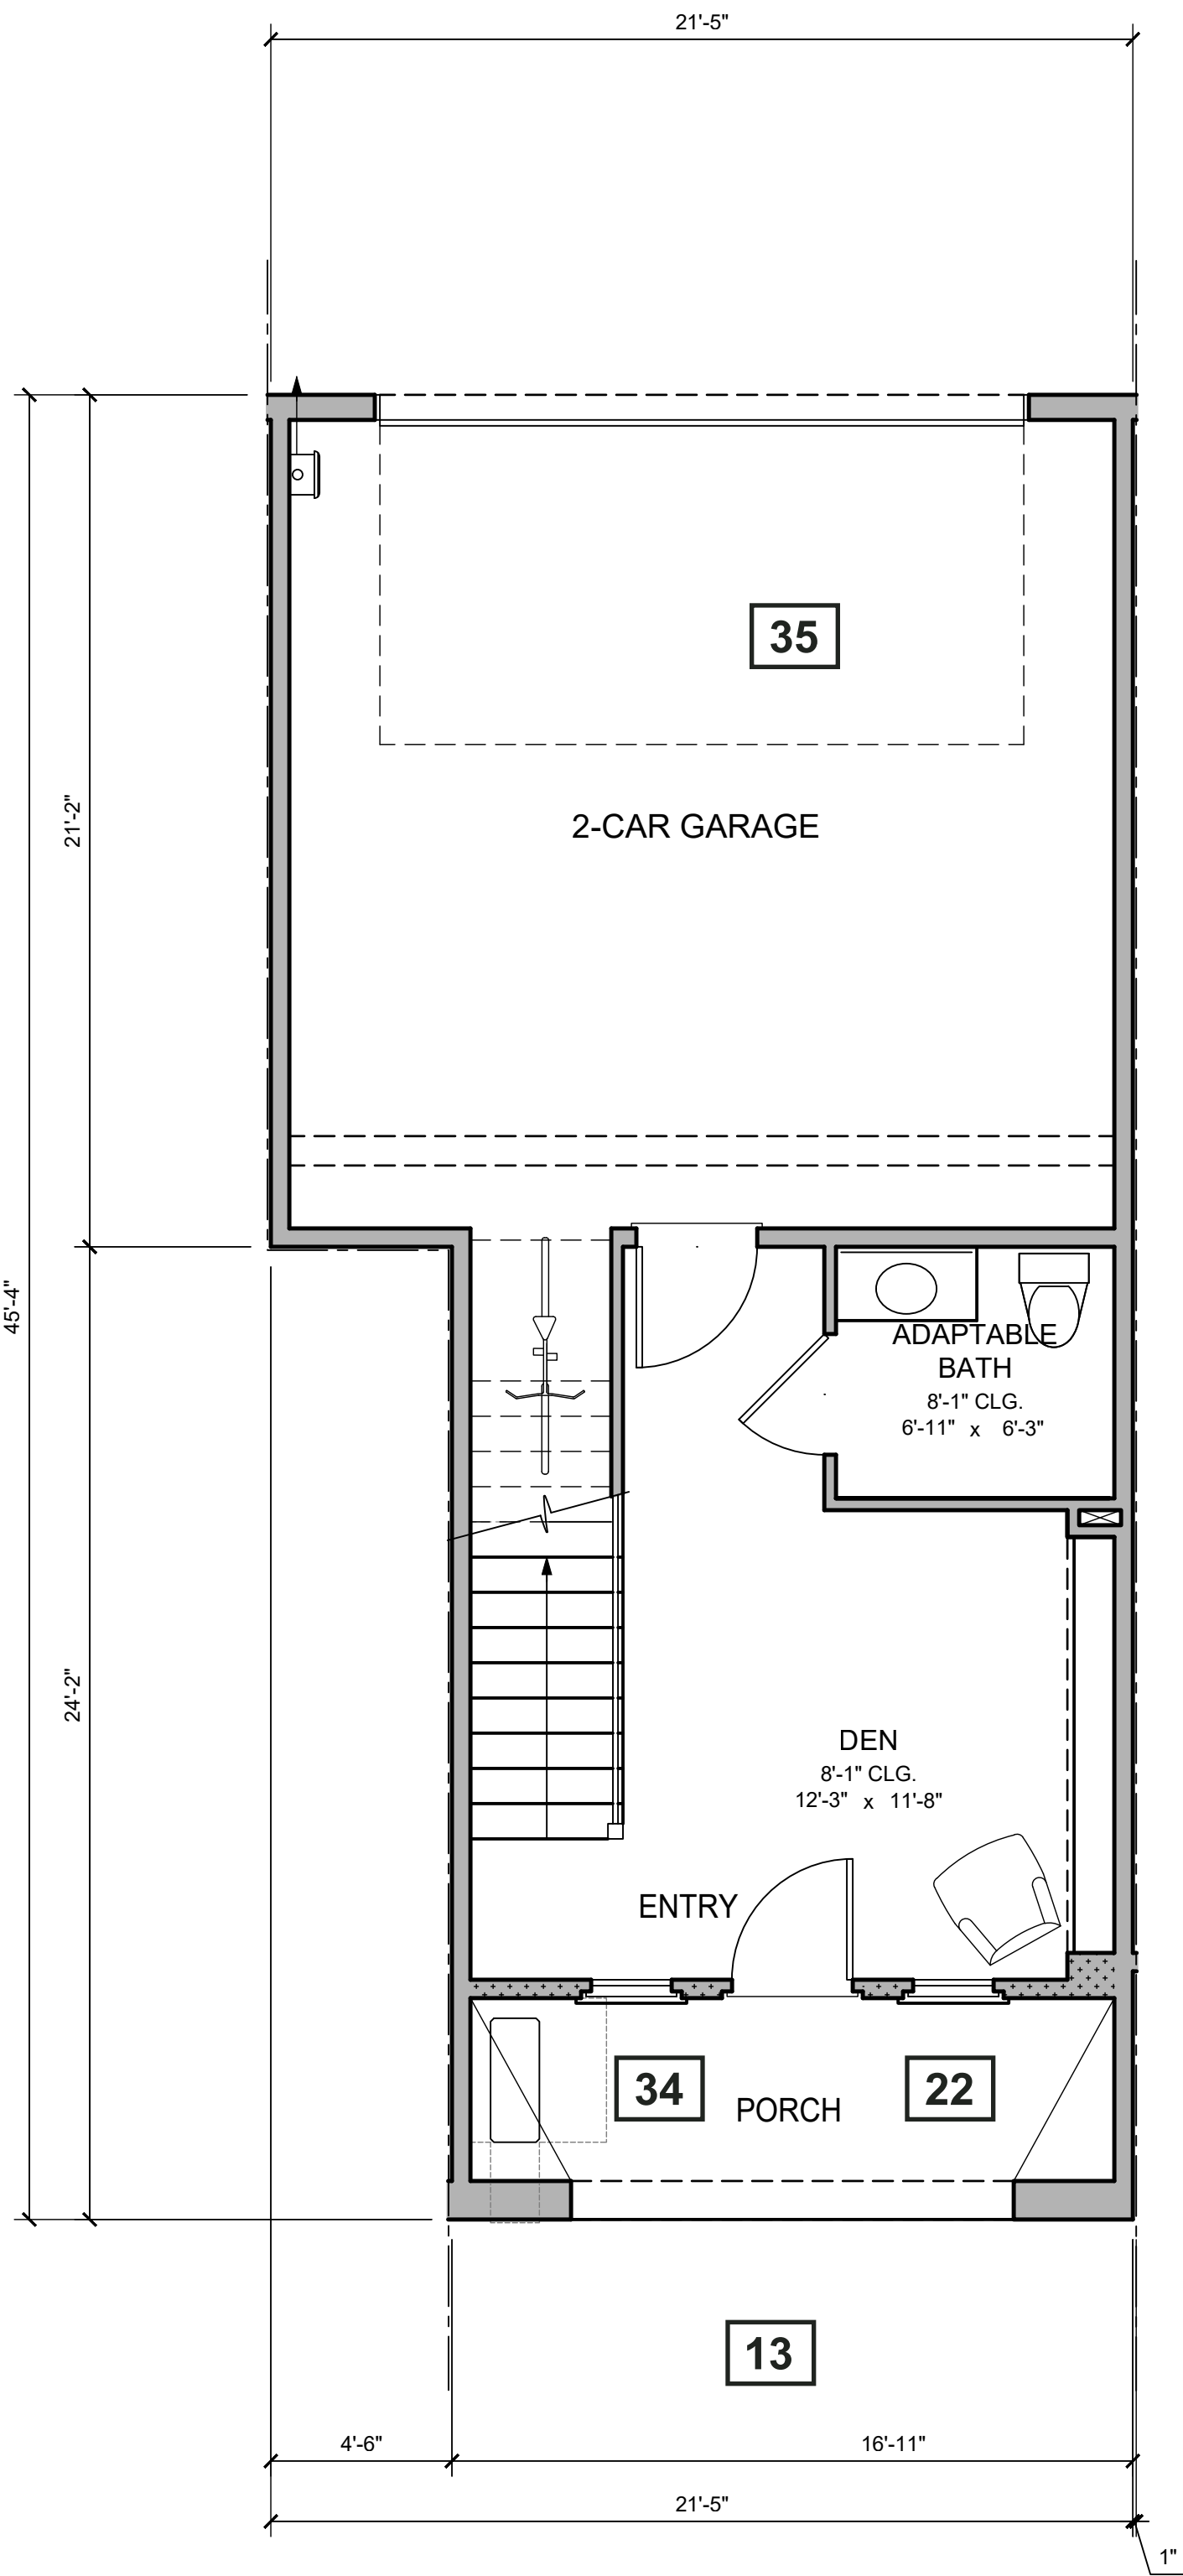 21'-5"
35
2-CAR GARAGE
21'-2"
45'-4"
ADAPTABLE
BATH
8'-1" CLG.
6'-11" x 6'-3"
24'-2"
DEN
8'-1" CLG.
12'-3" x 11'-8"
ENTRY
34
PORCH
22
13
4'-6"
16'-11"
21'-5"
1"